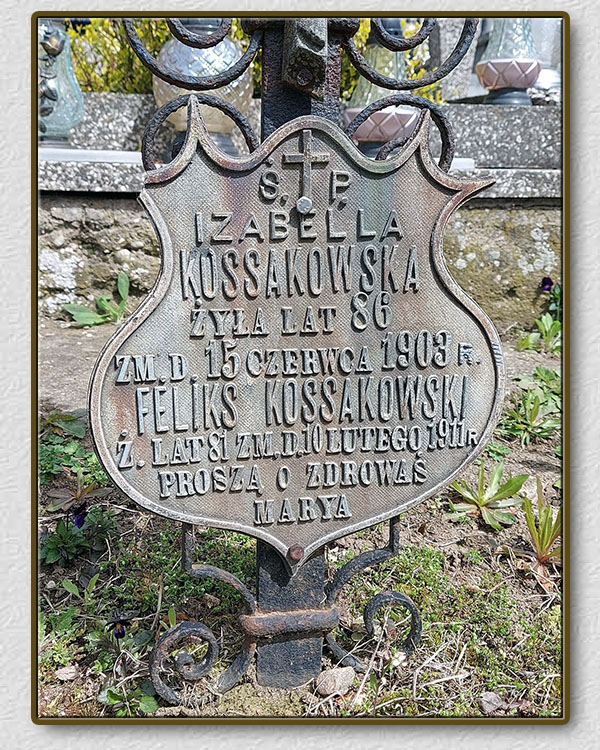 Ś. P.
IZABELLA
KOSSAKOWSKA
ŻYŁA LAT 86
ZM. D. 15 CZERWCA 1903 R.
FELIKS KOSSAKOWSKI
Ż. LAT 81 ZM, D, 10 LUTEGO 1911 R
PROSZĄ O ZDROWAŚ
MARYA